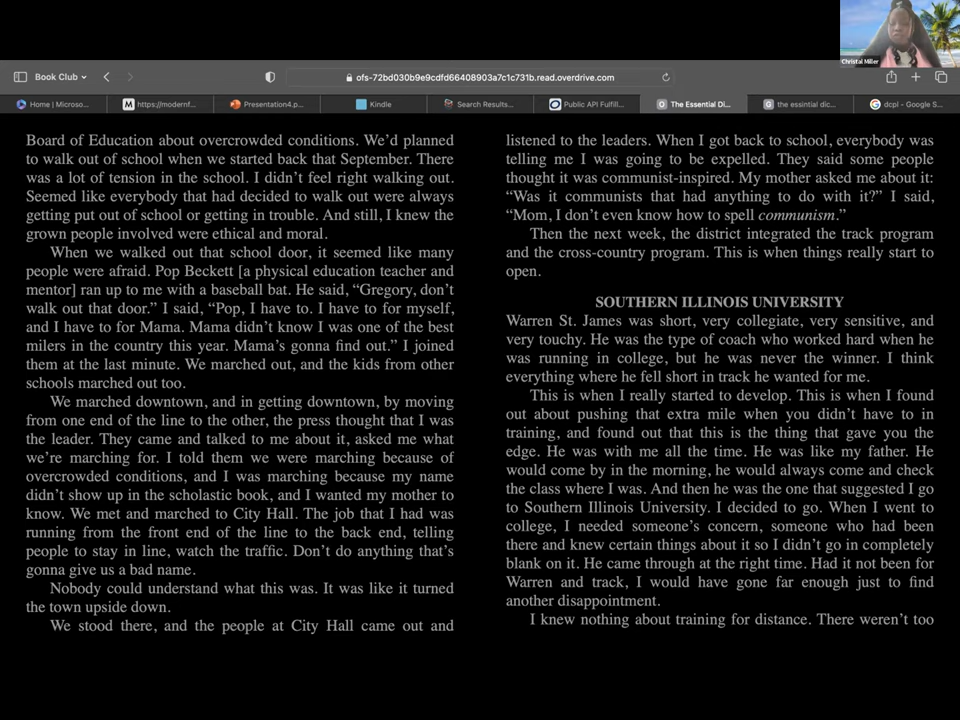 Christal Miller
Book Club
ofs-72bd030b9e9cdfd66408903a7c1c731b.read.overdrive.com
Home | Microso...
https://modernf...
Presentation4.p...
Kindle
Search Results...
Public API Fulfill...
The Essential Di...
the essintial dic...
dcpl - Google S...
Board of Education about overcrowded conditions. We’d planned
to walk out of school when we started back that September. There
was a lot of tension in the school. I didn’t feel right walking out.
Seemed like everybody that had decided to walk out were always
getting put out of school or getting in trouble. And still, I knew the
grown people involved were ethical and moral.
When we walked out that school door, it seemed like many
people were afraid. Pop Beckett [a physical education teacher and
mentor] ran up to me with a baseball bat. He said, “Gregory, don’t
walk out that door.” I said, “Pop, I have to. I have to for myself,
and I have to for Mama. Mama didn’t know I was one of the best
milers in the country this year. Mama’s gonna find out.” I joined
them at the last minute. We marched out, and the kids from other
schools marched out too.
We marched downtown, and in getting downtown, by moving
from one end of the line to the other, the press thought that I was
the leader. They came and talked to me about it, asked me what
we’re marching for. I told them we were marching because of
overcrowded conditions, and I was marching because my name
didn’t show up in the scholastic book, and I wanted my mother to
know. We met and marched to City Hall. The job that I had was
running from the front end of the line to the back end, telling
people to stay in line, watch the traffic. Don’t do anything that’s
gonna give us a bad name.
Nobody could understand what this was. It was like it turned
the town upside down.
We stood there, and the people at City Hall came out and
listened to the leaders. When I got back to school, everybody was
telling me I was going to be expelled. They said some people
thought it was communist-inspired. My mother asked me about it:
“Was it communists that had anything to do with it?” I said,
“Mom, I don’t even know how to spell communism.”
Then the next week, the district integrated the track program
and the cross-country program. This is when things really start to
open.
SOUTHERN ILLINOIS UNIVERSITY
Warren St. James was short, very collegiate, very sensitive, and
very touchy. He was the type of coach who worked hard when he
was running in college, but he was never the winner. I think
everything where he fell short in track he wanted for me.
This is when I really started to develop. This is when I found
out about pushing that extra mile when you didn’t have to in
training, and found out that this is the thing that gave you the
edge. He was with me all the time. He was like my father. He
would come by in the morning, he would always come and check
the class where I was. And then he was the one that suggested I go
to Southern Illinois University. I decided to go. When I went to
college, I needed someone’s concern, someone who had been
there and knew certain things about it so I didn’t go in completely
blank on it. He came through at the right time. Had it not been for
Warren and track, I would have gone far enough just to find
another disappointment.
I knew nothing about training for distance. There weren’t too